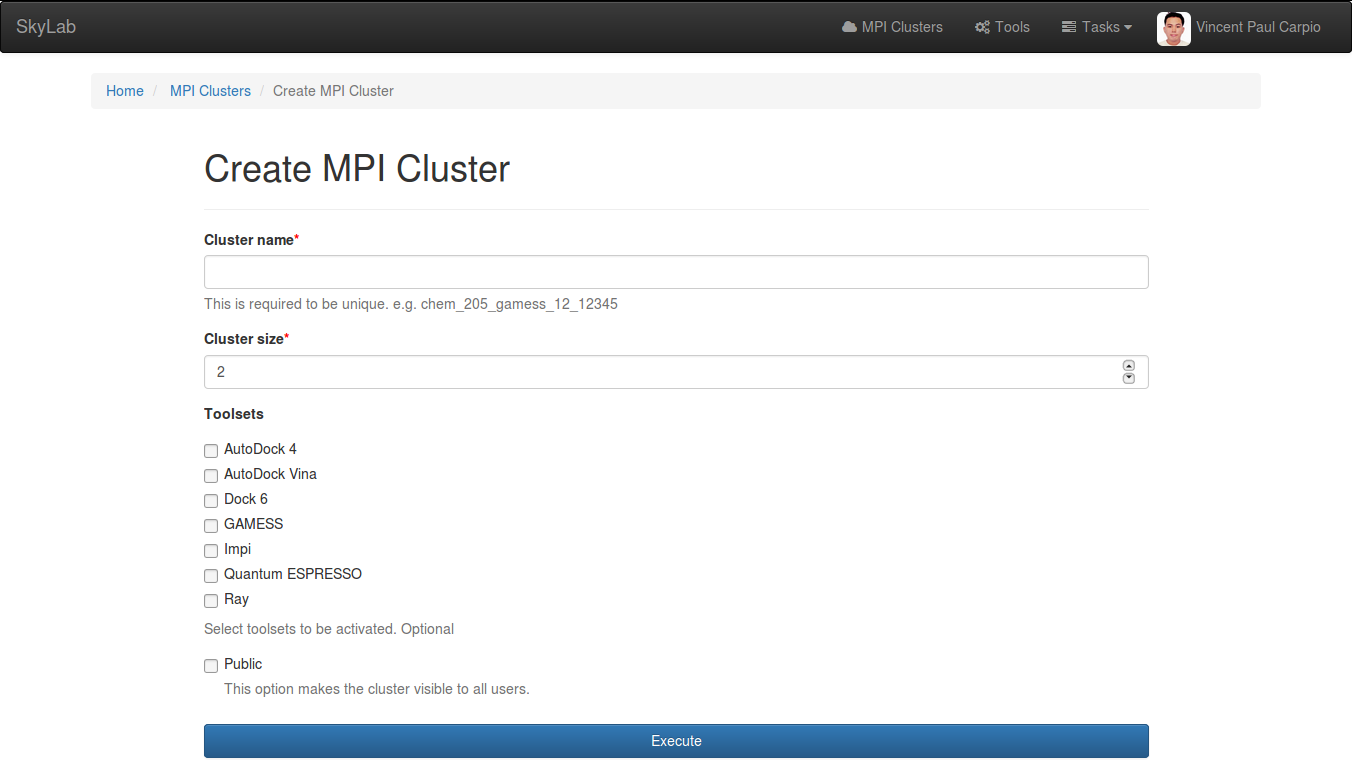 SkyLab MPI Clusters Tools Tasks Vincent Paul Carpio
Home / MPI Clusters / Create MPI Cluster
Create MPI Cluster
Cluster name*
This is required to be unique. e.g. chem_205_gamess_12_12345
Cluster size*
2
Toolsets
AutoDock 4
AutoDock Vina
Dock 6
GAMESS
Impi
Quantum ESPRESSO
Ray
Select toolsets to be activated. Optional
Public
This option makes the cluster visible to all users.
Execute